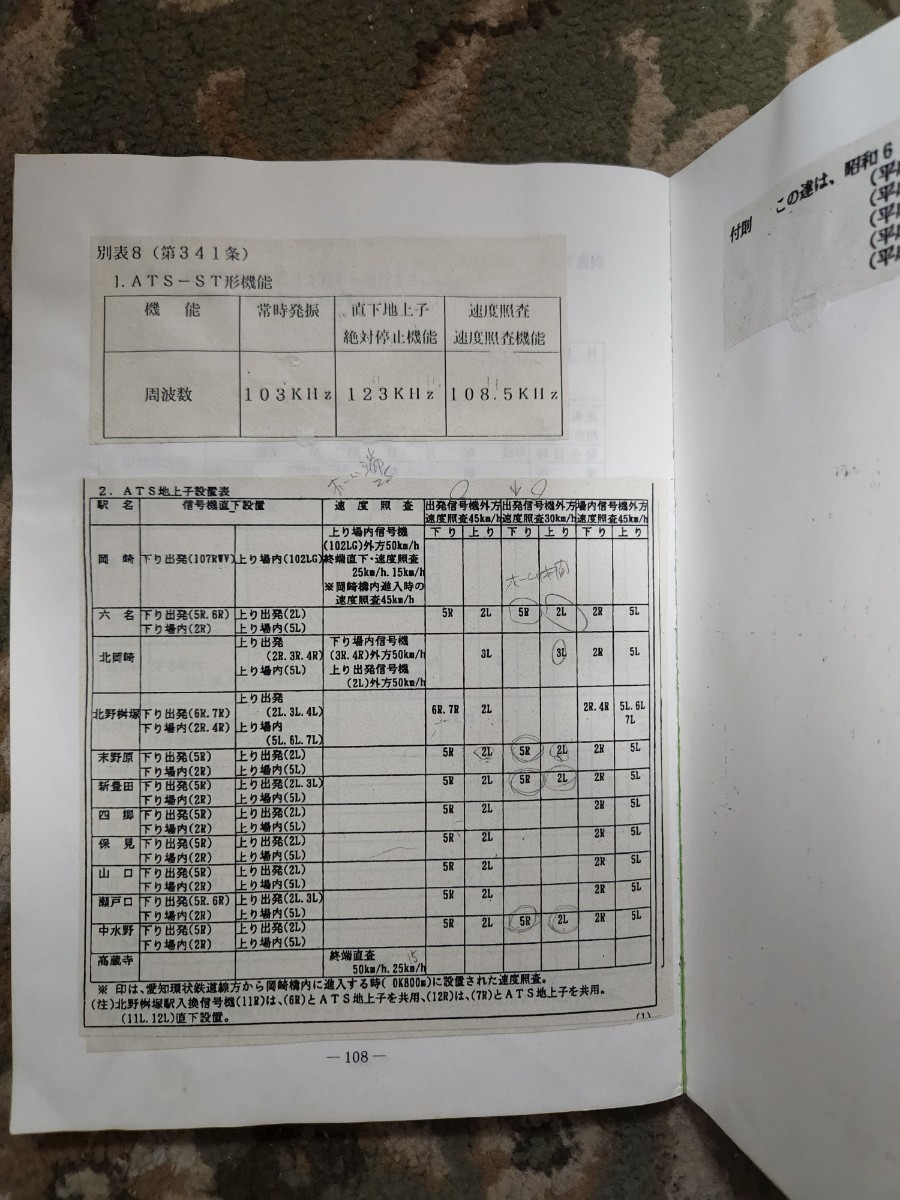 別表8(第341条)
1.ATS-ST形機能
機 能 常時発振 直下地上子 速度照査
絶対停止機能 速度照査機能
周波数 103KHz 123KHz 108.5KHz
2.ATS地上子設置表
駅 名 信号機直下設置 速 度 照 査 出発信号機外方 出発信号機外方 場内信号機外方
速度照査45km/h 速度照査30km/h 速度照査45km/h
下り 上り 下り 上り 下り 上り
上り場内信号機
(102LG)外方50km/h
岡 崎 下り出発(107RWV) 上り場内(102LG) 終端直下・速度照査
25km/h.15km/h
※岡崎構内進入時の
速度照査45km/h
六 名 下り出発(5R.6R) 上り出発(2L) 5R 2L 5R 2L 2R 5L
下り場内(2R) 上り場内(5L)
上り出発 下り場内信号機
北岡崎 (2R.3R.4R) (3R.4R)外方50km/h 3L 3L 2R 5L
上り場内(5L) 上り出発信号機
(2L)外方50km/h
上り出発
北野桝塚 下り出発(6R.7R) (2L.3L.4L) 6R.7R 2L 2R.4R 5L.6L
下り場内(2R.4R) 上り場内 7L
(5L.6L.7L)
末野原 下り出発(5R) 上り出発(2L) 5R 2L 5R 2L 2R 5L
下り場内(2R) 上り場内(5L)
新豊田 下り出発(5R) 上り出発(2L.3L) 5R 2L 5R 2L 2R 5L
下り場内(2R) 上り場内(5L)
四 郷 下り出発(5R) 上り出発(2L) 5R 2L 2R 5L
下り場内(2R) 上り場内(5L)
保 見 下り出発(5R) 上り出発(2L) 5R 2L 2R 5L
下り場内(2R) 上り場内(5L)
山 口 下り出発(5R) 上り出発(2L) 5R 2L 2R 5L
下り場内(2R) 上り場内(5L)
瀬戸口 下り出発(5R.6R) 上り出発(2L.3L) 5R 2L 2R 5L
下り場内(2R) 上り場内(5L)
中水野 下り出発(5R) 上り出発(2L) 5R 2L 5R 2L 2R 5L
下り場内(2R) 上り場内(5L)
高蔵寺 終端直査 15
50km/h.25km/h
※ 印は、愛知環状鉄道線方から岡崎構内に進入する時(0K800m)に設置された速度照査。
(注)北野桝塚駅入換信号機(11R)は、(6R)とATS地上子を共用、(12R)は、(7R)とATS地上子を共用。
(11L.12L)直下設置。
(1)
—108—
付則 この達は、昭和6
(平
(平
(平
(平
(平